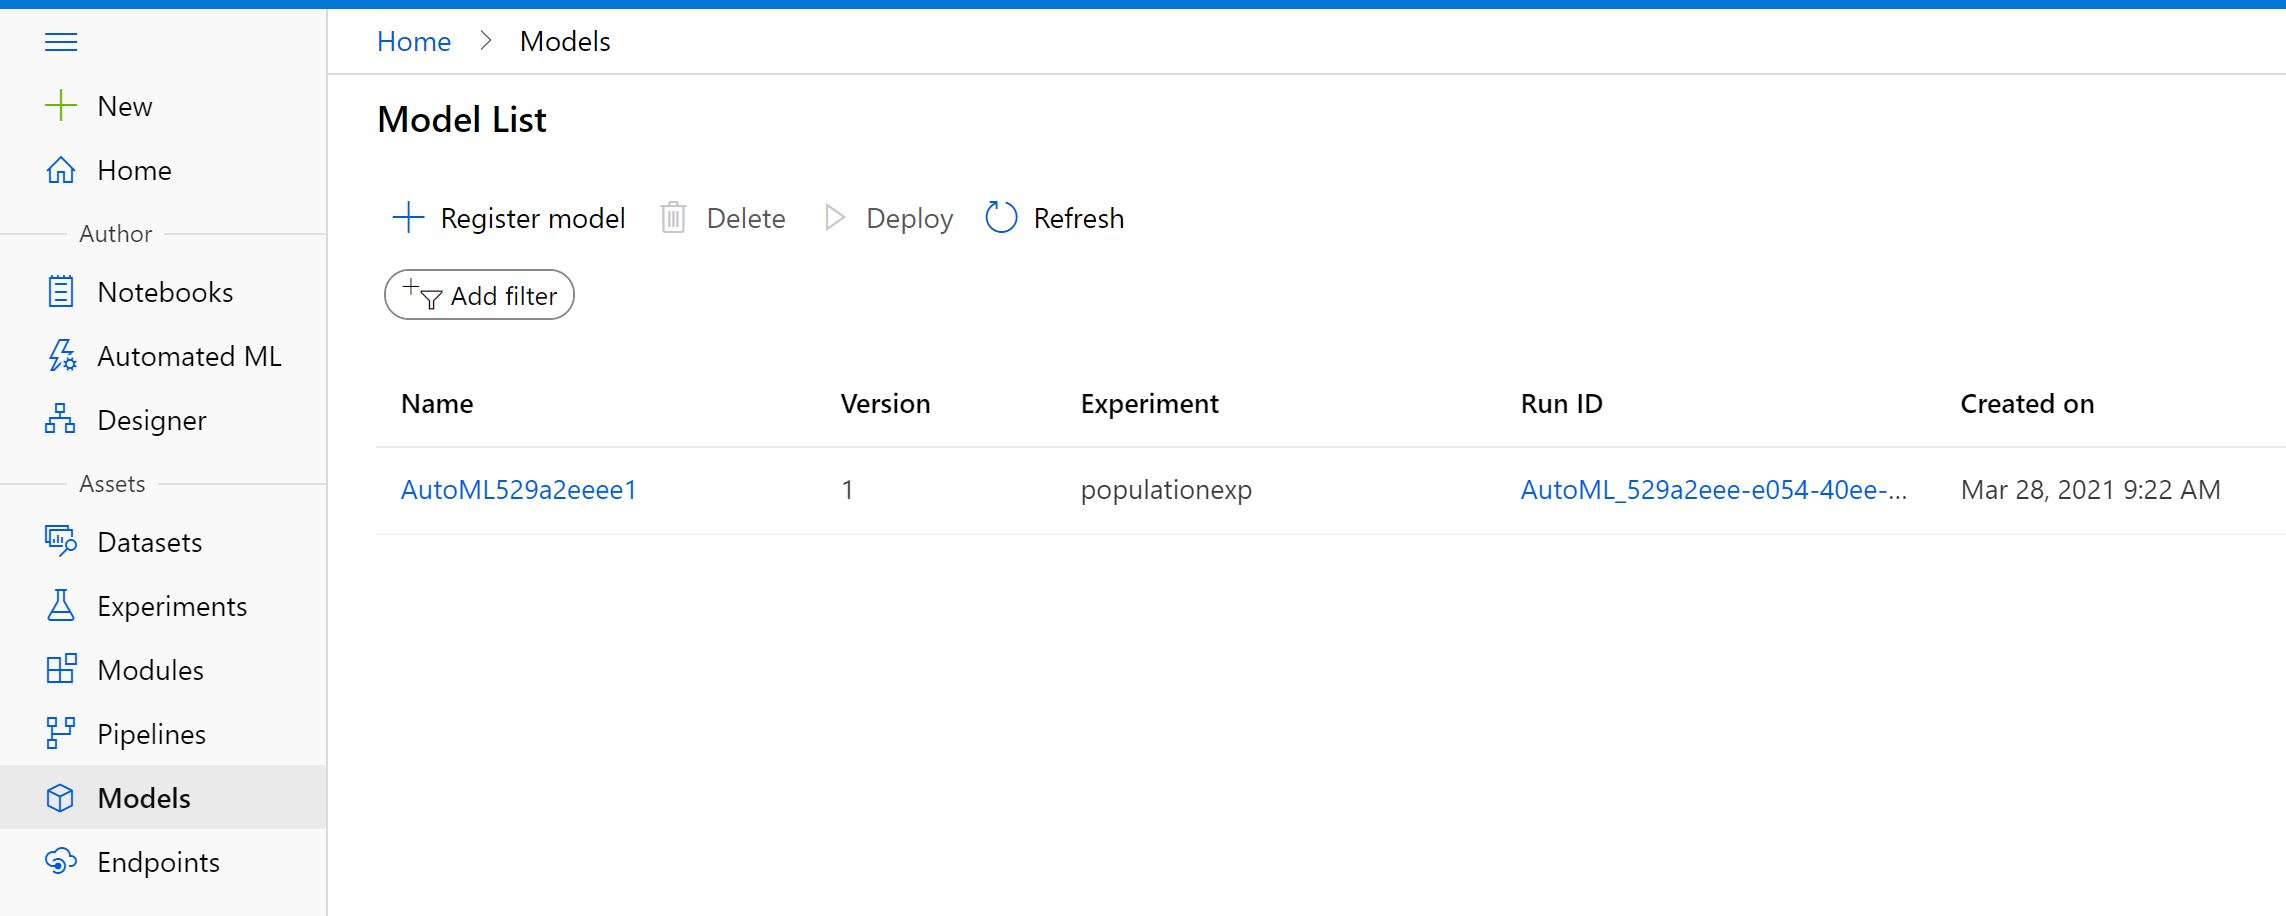 Home > Models
New
Home
Author
Notebooks
Automated ML
Designer
Assets
Datasets
Experiments
Modules
Pipelines
Models
Endpoints
Model List
Register model Delete Deploy Refresh
Add filter
Name Version Experiment Run ID Created on
AutoML529a2eeee1 1 populationexp AutoML_529a2eee-e054-40ee-... Mar 28, 2021 9:22 AM